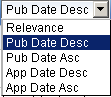 Pub Date Desc
Relevance
Pub Date Desc
Pub Date Asc
App Date Desc
App Date Asc